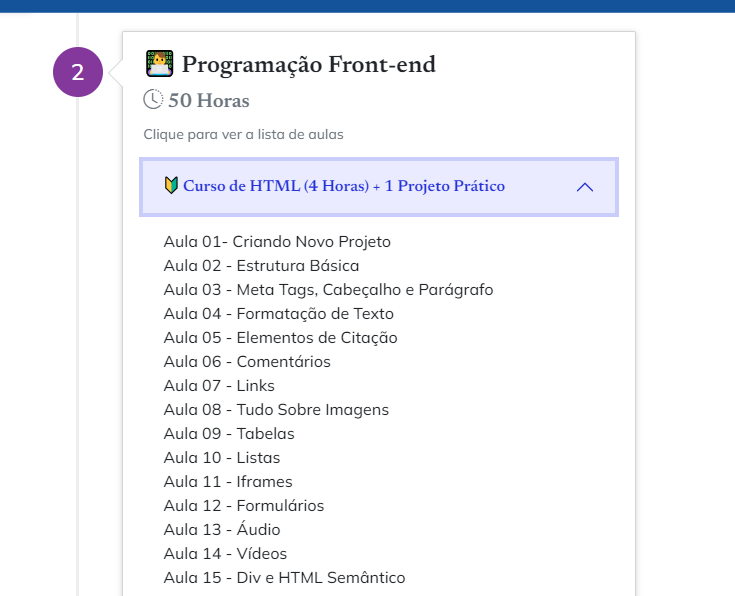 2
Programação Front-end
50 Horas
Clique para ver a lista de aulas
Curso de HTML (4 Horas) + 1 Projeto Prático
Aula 01- Criando Novo Projeto
Aula 02 - Estrutura Básica
Aula 03 - Meta Tags, Cabeçalho e Parágrafo
Aula 04 - Formatação de Texto
Aula 05 - Elementos de Citação
Aula 06 - Comentários
Aula 07 - Links
Aula 08 - Tudo Sobre Imagens
Aula 09 - Tabelas
Aula 10 - Listas
Aula 11 - Iframes
Aula 12 - Formulários
Aula 13 - Áudio
Aula 14 - Vídeos
Aula 15 - Div e HTML Semântico